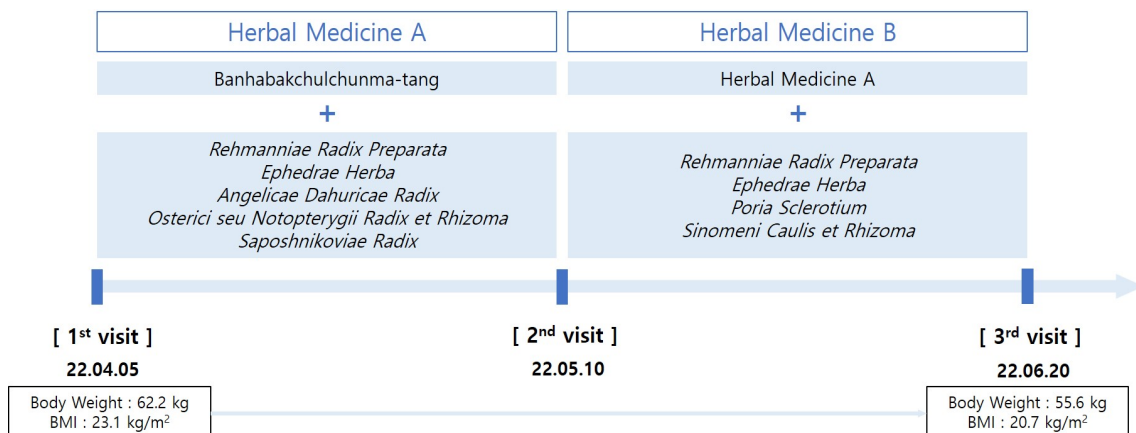 Herbal Medicine A
Herbal Medicine B
Banhabakchulchunma-tang
Herbal Medicine A
+
+
Rehmanniae Radix Preparata
Ephedrae Herba
Angelicae Dahuricae Radix
Osterici seu Notopterygii Radix et Rhizoma
Saposhnikoviae Radix
Rehmanniae Radix Preparata
Ephedrae Herba
Poria Sclerotium
Sinomeni Caulis et Rhizoma
[ 1st visit ]
22.04.05
[ 2nd visit ]
22.05.10
[ 3rd visit ]
22.06.20
Body Weight : 62.2 kg
BMI : 23.1 kg/m²
Body Weight : 55.6 kg
BMI : 20.7 kg/m²